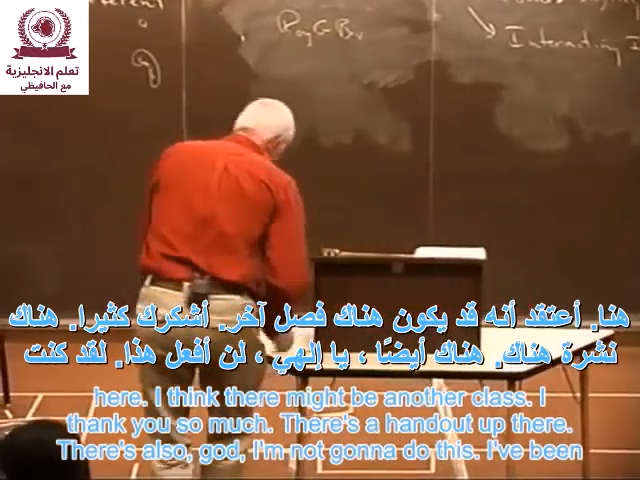 RayGBiv
Interacting I
تعلم الانجليزية
مع الحافيظي
هنا. أعتقد أنه قد يكون هناك فصل آخر. أشكرك كثيرا. هناك
نشرة هناك. هناك أيضًا ، يا إلهي ، لن أفعل هذا. لقد كنت
here. I think there might be another class. I
thank you so much. There's a handout up there.
There's also, god, I'm not gonna do this. I've been